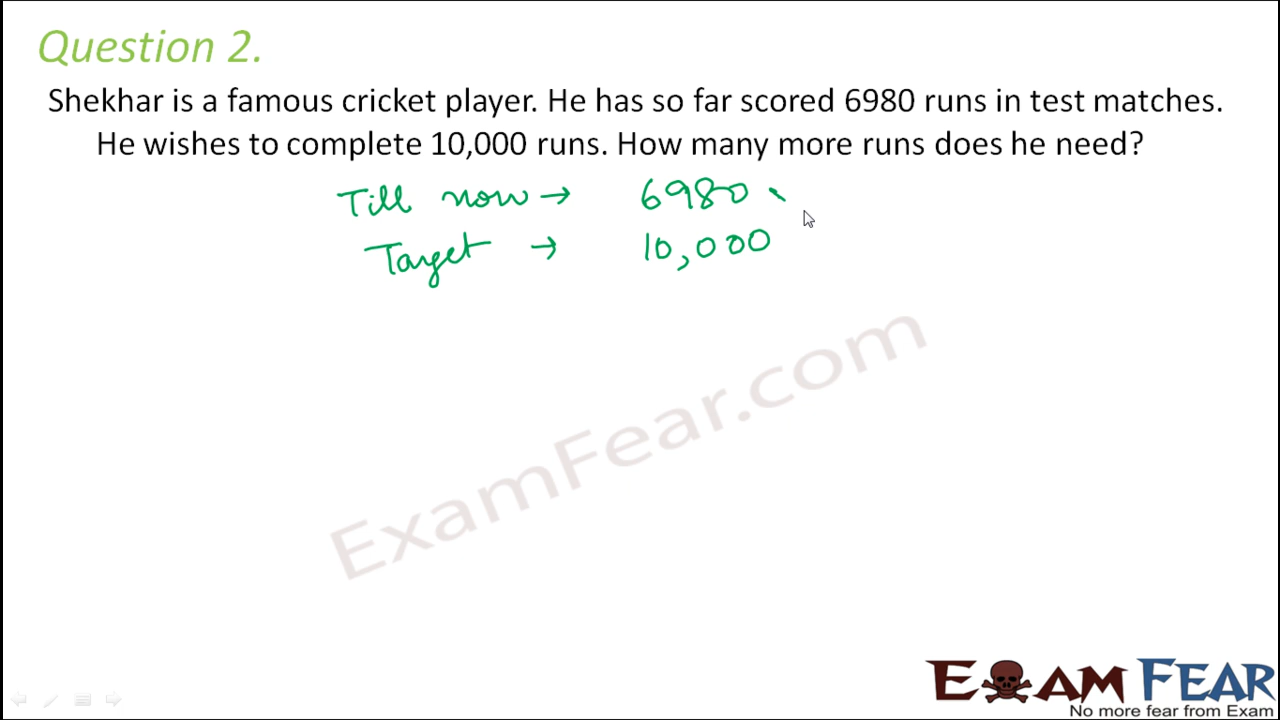 Question 2.
Shekhar is a famous cricket player. He has so far scored 6980 runs in test matches.
He wishes to complete 10,000 runs. How many more runs does he need?
Till now → 6980
Target → 10,000
ExamFear.com
EXAM FEAR
No more fear from Exam